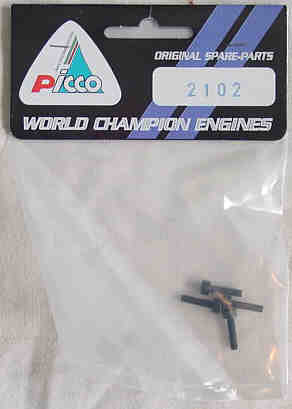 Picco
ORIGINAL SPARE-PARTS
2102
WORLD CHAMPION ENGINES